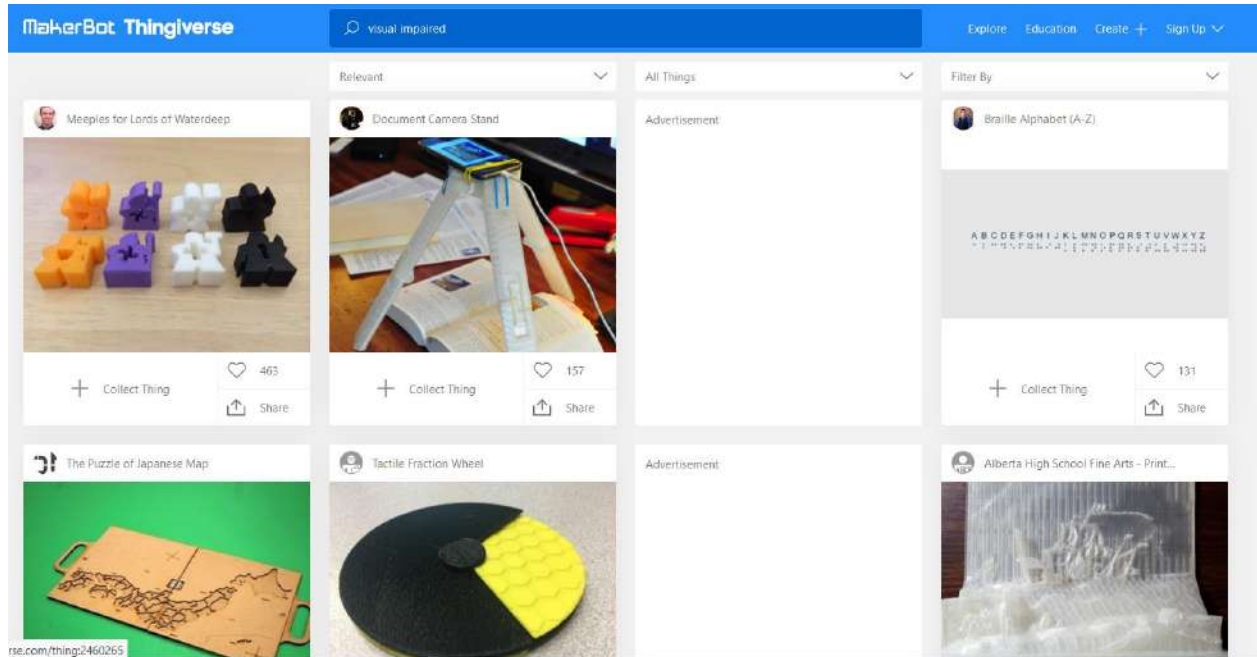 MakerBot Thingiverse
visual impaired
Explore Education Create Sign Up
Relevant
All Things
Filter By
Meeples for Lords of Waterdeep
Document Camera Stand
Advertisement
Braille Alphabet (A-Z)
A B C D E F G H I J K L M N O P Q R S T U V W X Y Z
Collect Thing
463
Share
Collect Thing
157
Share
Collect Thing
131
Share
The Puzzle of Japanese Map
Tactile Fraction Wheel
Advertisement
Alberta High School Fine Arts - Print...
rse.com/thing:2460265